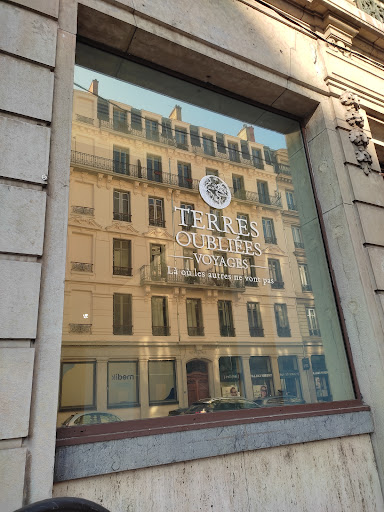 TERRES
OUBLIÉES
VOYAGES
Là où les autres ne vont pas